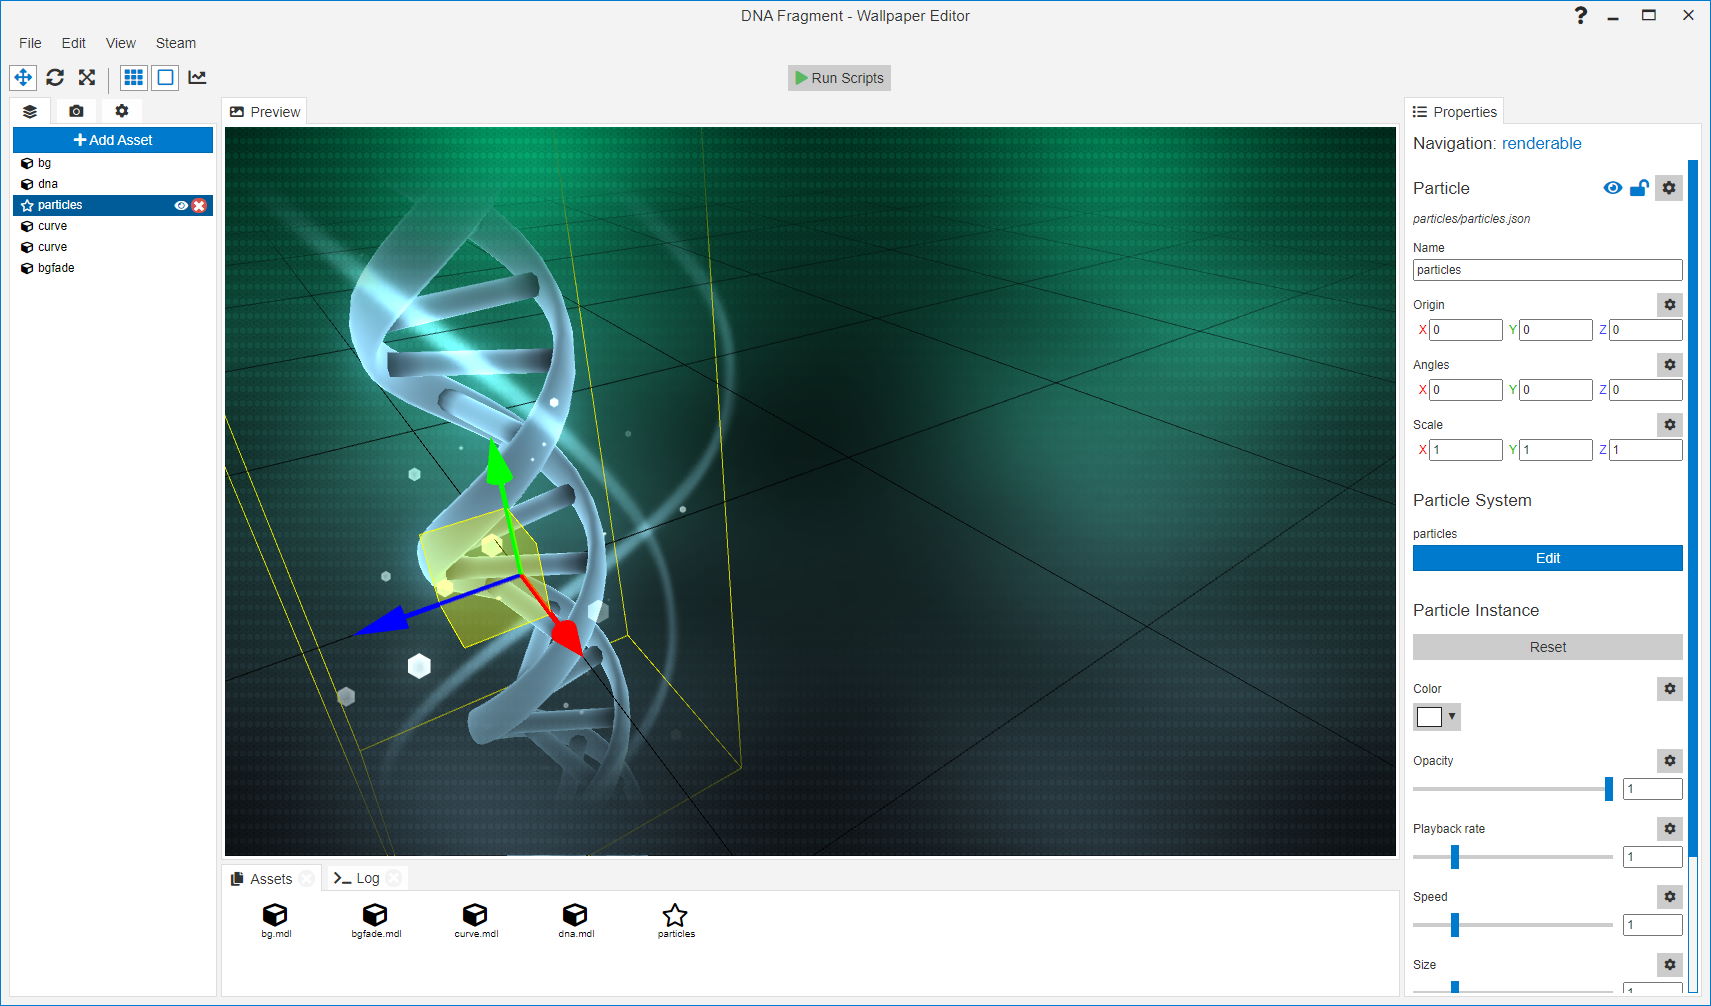 DNA Fragment - Wallpaper Editor
File Edit View Steam
Run Scripts
Add Asset
bg
dna
particles
curve
curve
bgfade
Preview
Assets
Log
bg.mdl bgfade.mdl curve.mdl dna.mdl particles
Properties
Navigation: renderable
Particle
particles/particles.json
Name
particles
Origin
X 0 Y 0 Z 0
Angles
X 0 Y 0 Z 0
Scale
X 1 Y 1 Z 1
Particle System
particles
Edit
Particle Instance
Reset
Color
Opacity
1
Playback rate
1
Speed
1
Size
1